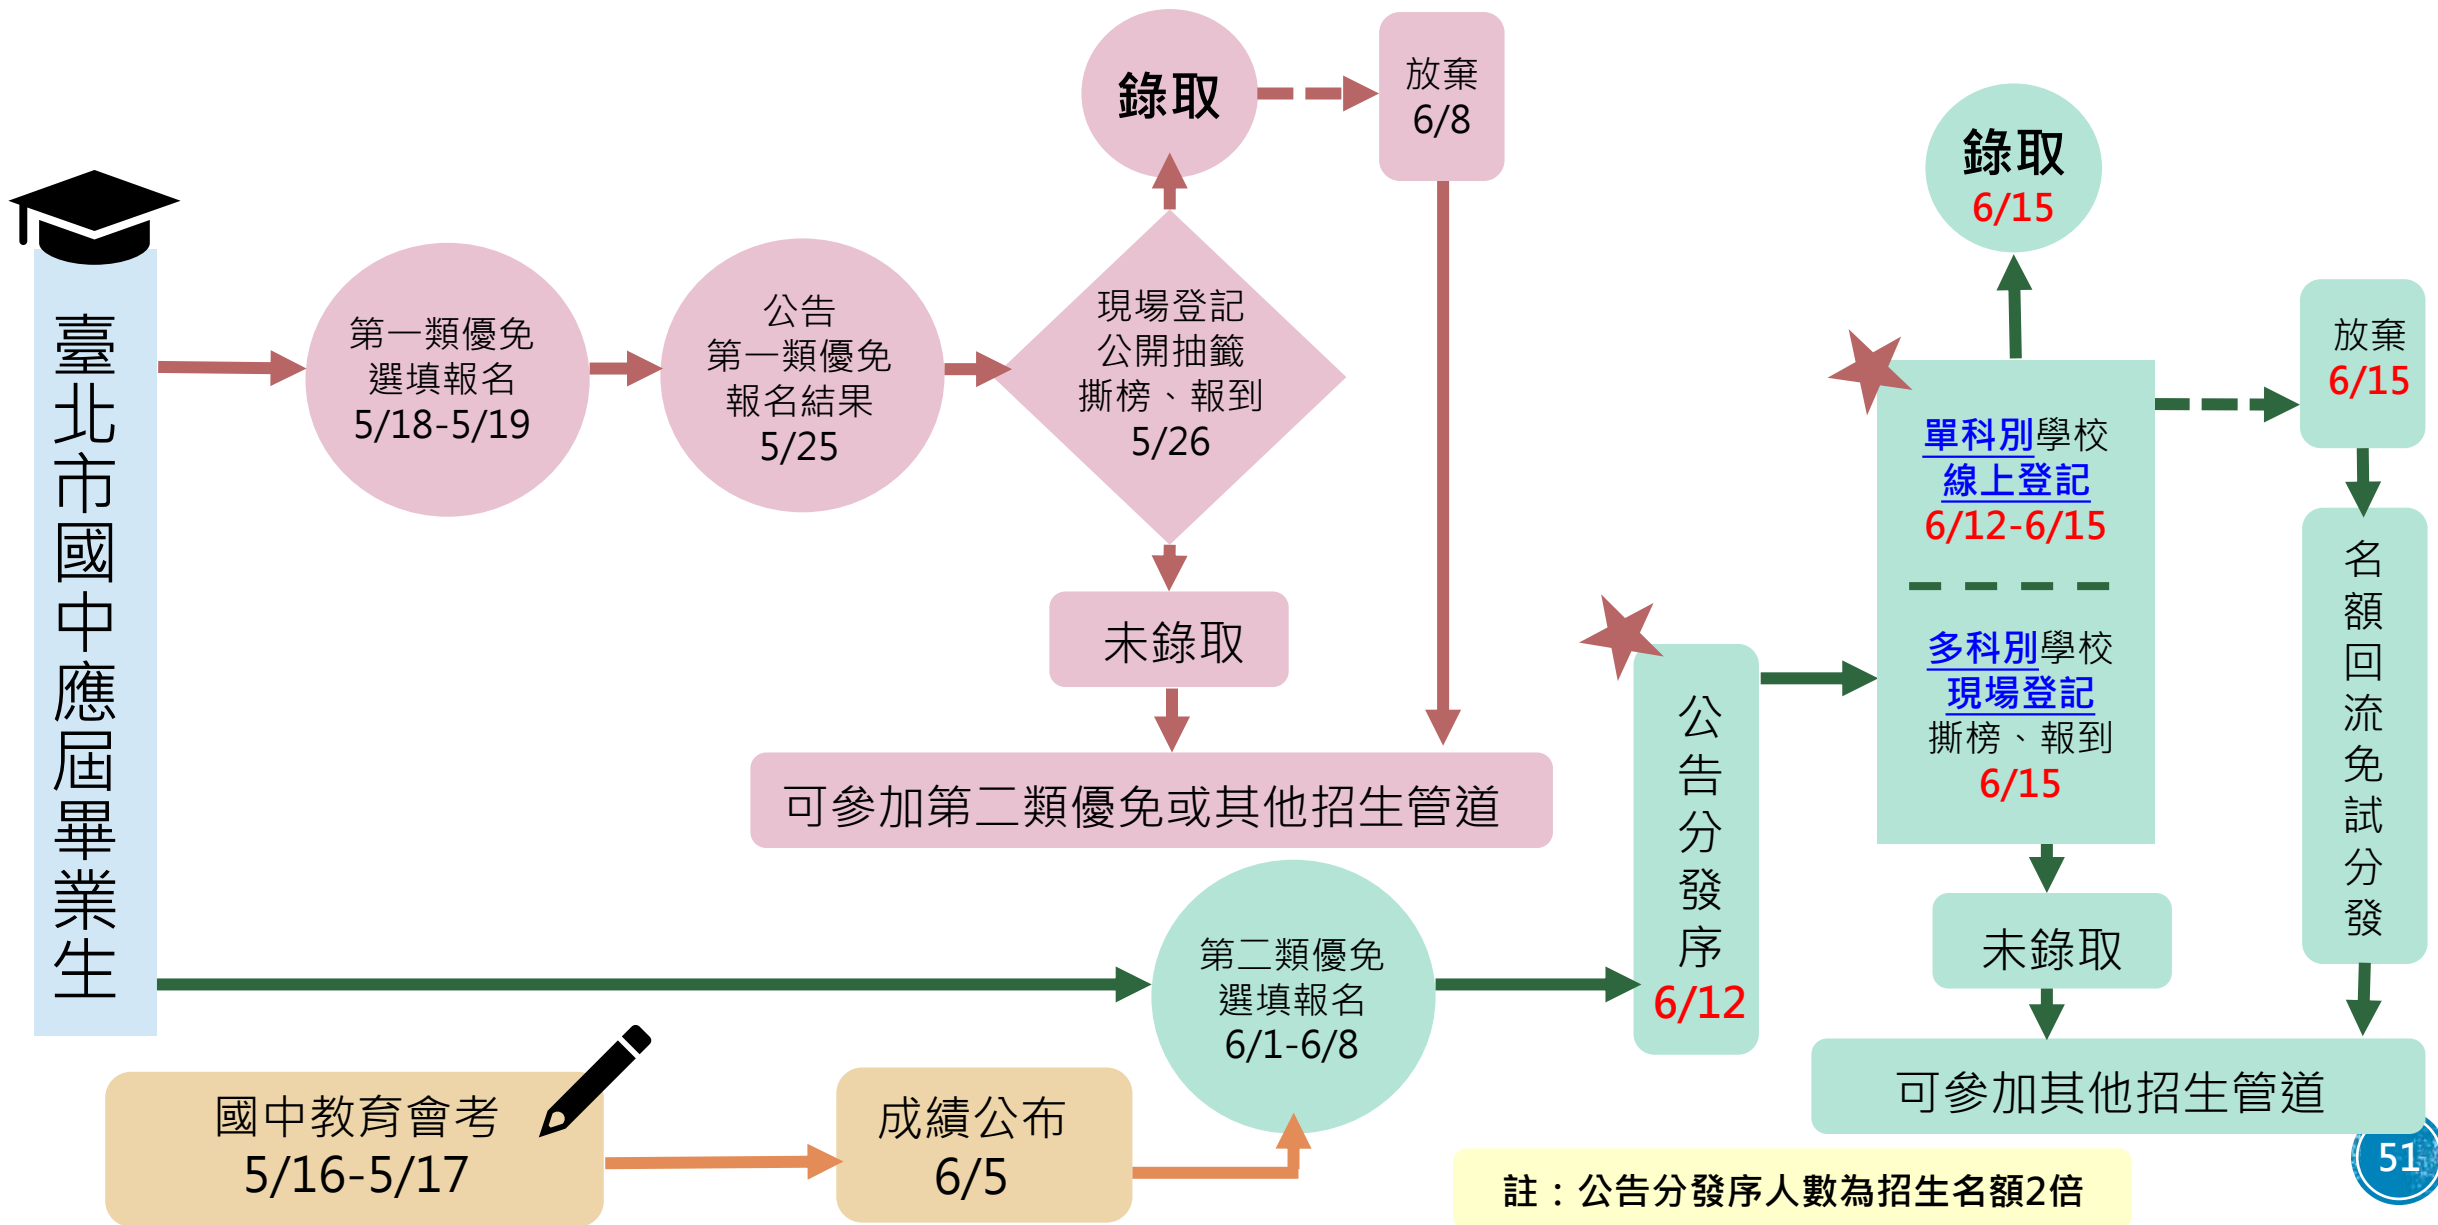 臺北市國中應屆畢業生
第一類優免
選填報名
5/18-5/19
公告
第一類優免
報名結果
5/25
現場登記
公開抽籤
撕榜、報到
5/26
錄取
放棄
6/8
未錄取
可參加第二類優免或其他招生管道
國中教育會考
5/16-5/17
成績公布
6/5
第二類優免
選填報名
6/1-6/8
公告分發序
6/12
單科別學校
線上登記
6/12-6/15
多科別學校
現場登記
撕榜、報到
6/15
錄取
6/15
放棄
6/15
名額回流免試分發
未錄取
可參加其他招生管道
註：公告分發序人數為招生名額2倍
51